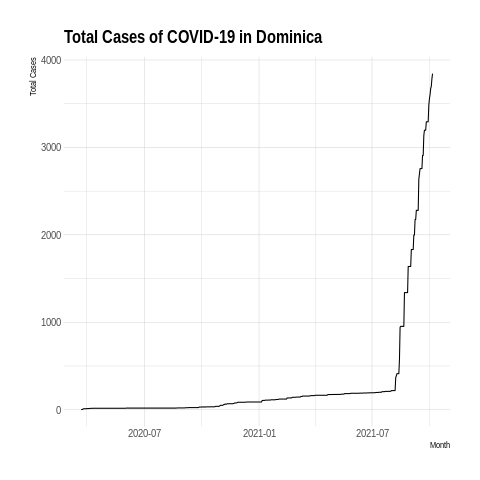 Total Cases of COVID-19 in Dominica
Total Cases
4000
3000
2000
1000
0
2020-07
2021-01
2021-07
Month